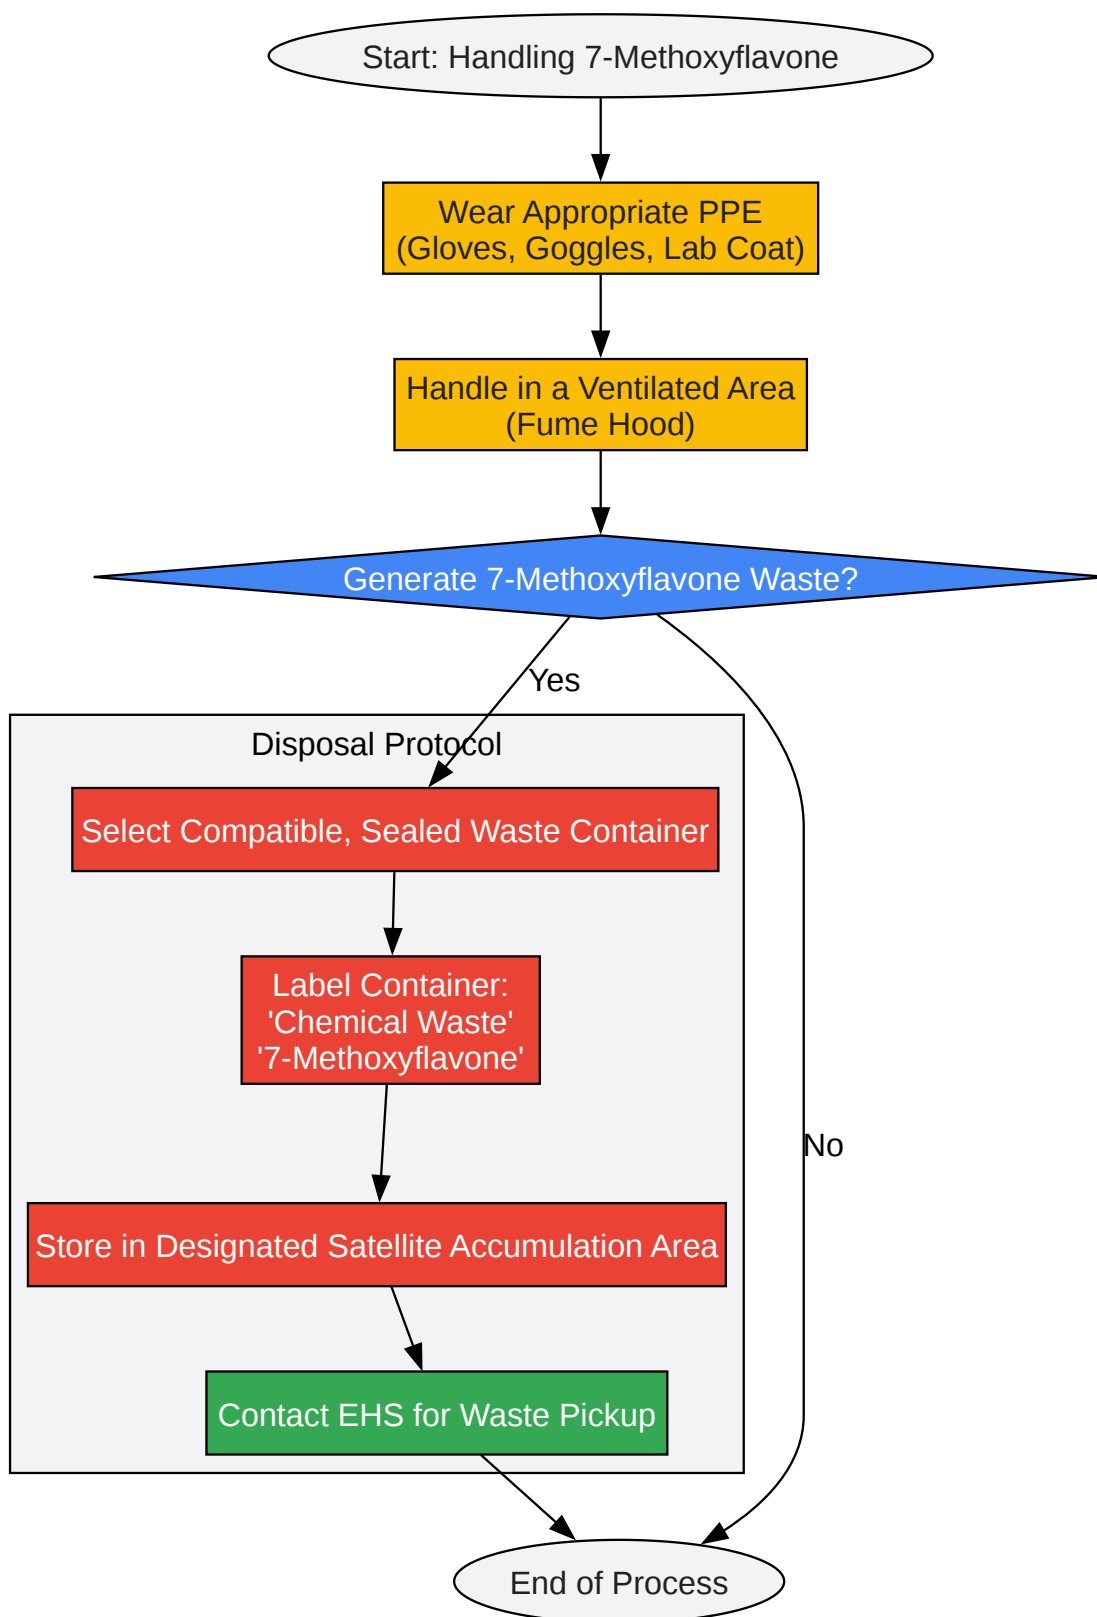 Start: Handling 7-Methoxyflavone
Wear Appropriate PPE
(Gloves, Goggles, Lab Coat)
Handle in a Ventilated Area
(Fume Hood)
Generate 7-Methoxyflavone Waste?
Yes
Disposal Protocol
Select Compatible, Sealed Waste Container
Label Container:
'Chemical Waste'
'7-Methoxyflavone'
No
Store in Designated Satellite Accumulation Area
Contact EHS for Waste Pickup
End of Process